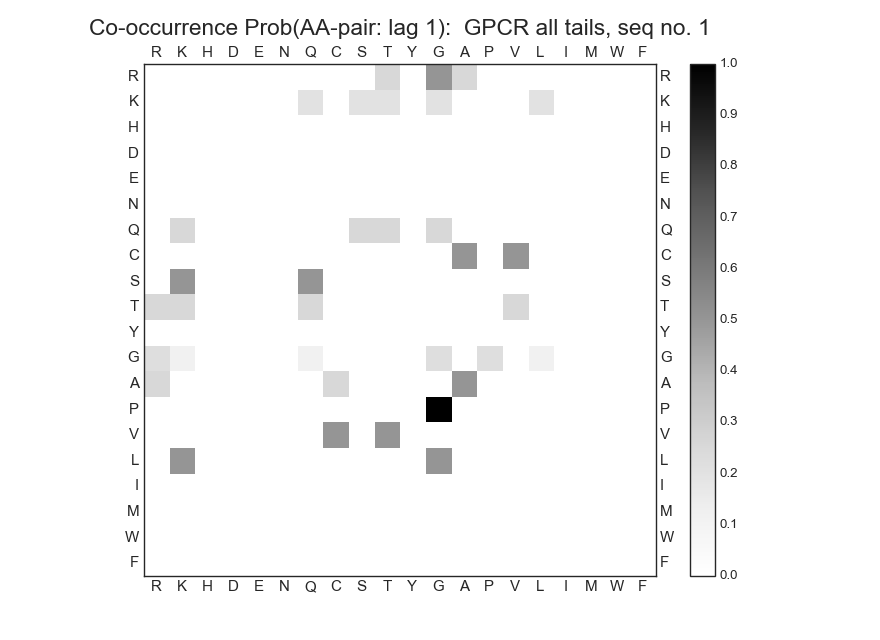 Co-occurrence Prob(AA-pair: lag 1):  GPCR all tails, seq no. 1
R K H D E N Q C S T Y G A P V L I M W F
R R 1.0
K K 0.9
H H
D D 0.8
E E
N N 0.7
Q Q
C C 0.6
S S
T T 0.5
Y Y
G G 0.4
A A
P P 0.3
V V
L L 0.2
I I
M M 0.1
W W
F F 0.0
R K H D E N Q C S T Y G A P V L I M W F